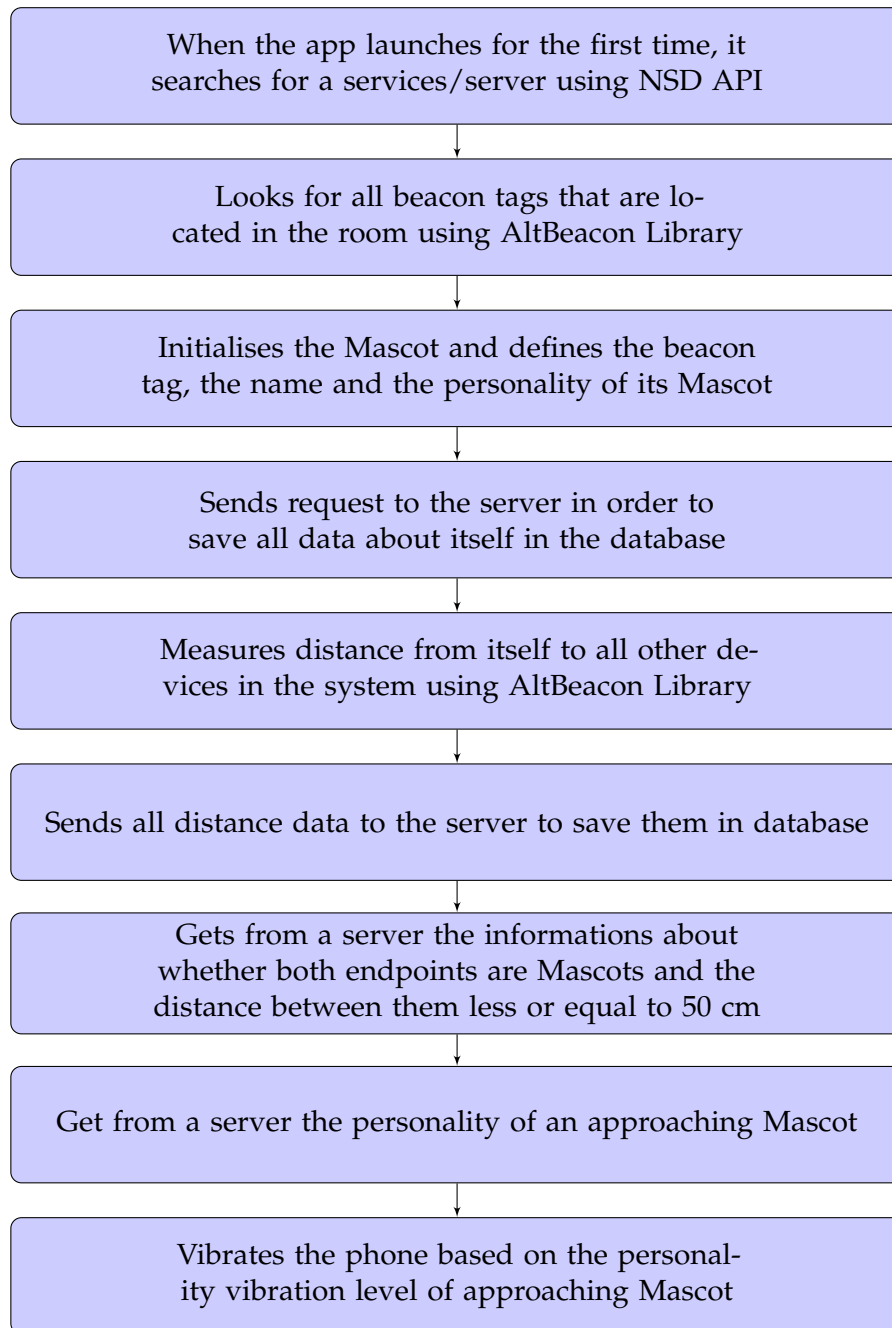 When the app launches for the first time, it
searches for a services/server using NSD API
Looks for all beacon tags that are lo-
cated in the room using AltBeacon Library
Initialises the Mascot and defines the beacon
tag, the name and the personality of its Mascot
Sends request to the server in order to
save all data about itself in the database
Measures distance from itself to all other de-
vices in the system using AltBeacon Library
Sends all distance data to the server to save them in database
Gets from a server the informations about
whether both endpoints are Mascots and the
distance between them less or equal to 50 cm
Get from a server the personality of an approaching Mascot
Vibrates the phone based on the personal-
ity vibration level of approaching Mascot